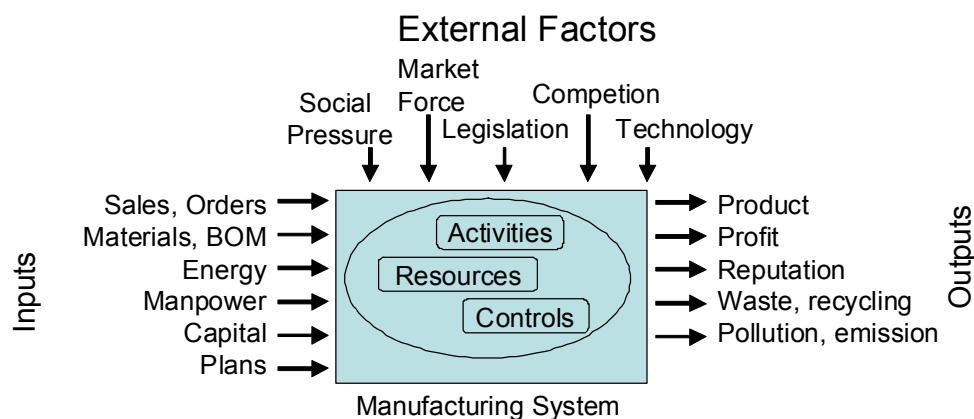 External Factors
Market
Force
Social
Pressure
Legislation
Competion
Technology
Inputs
Sales, Orders
Materials, BOM
Energy
Manpower
Capital
Plans
Activities
Resources
Controls
Product
Profit
Reputation
Waste, recycling
Pollution, emission
Outputs
Manufacturing System